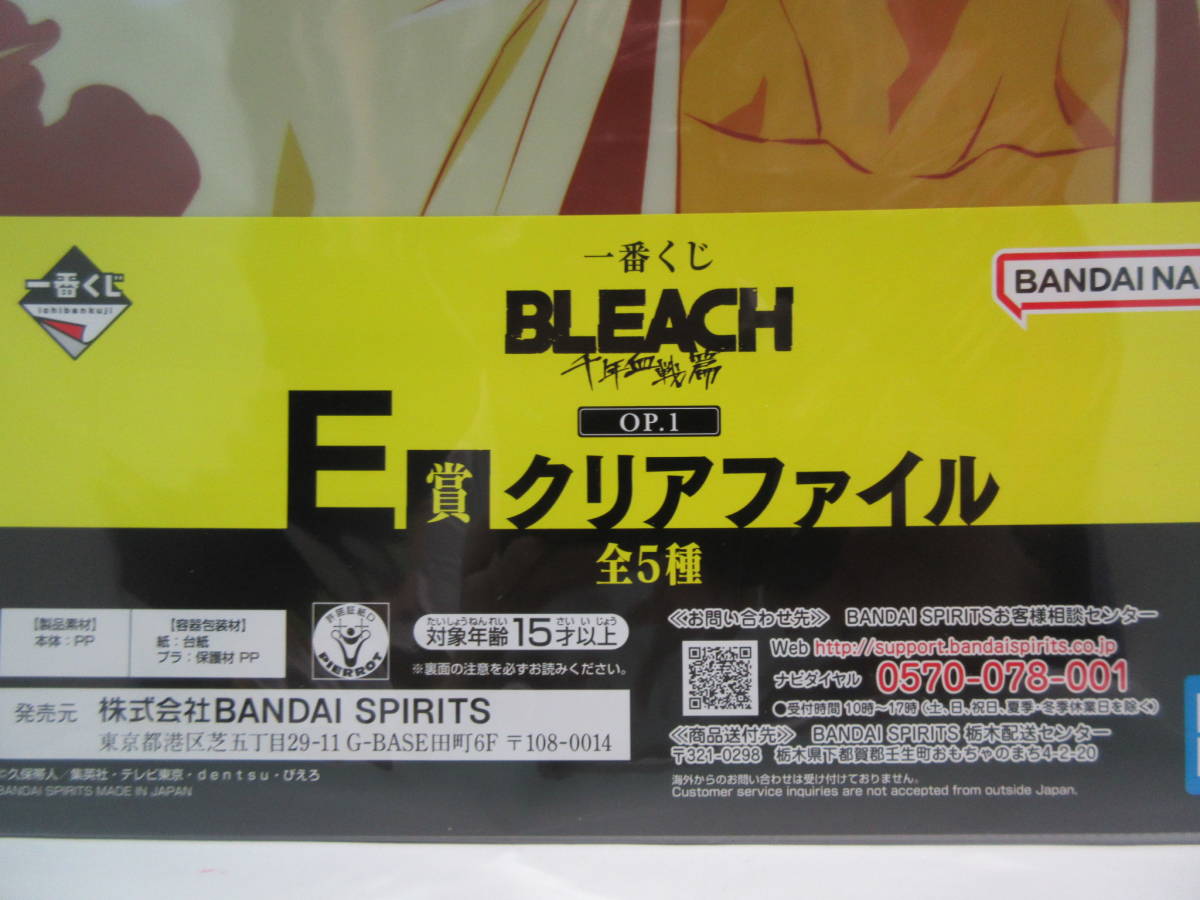 一番くじ
ichibankuji
一番くじ
BLEACH
千年血戦篇
OP.1
BANDAI NA
E賞 クリアファイル
全5種
【製品素材】
本体:PP
【容器包装材】
紙:台紙
プラ:保護材 PP
許諾証紙
PIERROT
たいしょうねんれい さい いじょう
対象年齢15才以上
※裏面の注意を必ずお読みください。
発売元 株式会社BANDAI SPIRITS
東京都港区芝五丁目29-11 G-BASE田町6F 〒108-0014
≪お問い合わせ先≫ BANDAI SPIRITSお客様相談センター
Web http://support.bandaispirits.co.jp
ナビダイヤル 0570-078-001
●受付時間 10時~17時(土、日、祝日、夏季・冬季休業日を除く)
≪商品送付先≫ BANDAI SPIRITS 栃木配送センター
〒321-0298 栃木県下都賀郡壬生町おもちゃのまち4-2-20
海外からのお問い合わせは受け付けておりません。
Customer service inquiries are not accepted from outside Japan.
©久保帯人/集英社・テレビ東京・dentsu・ぴえろ
BANDAI SPIRITS MADE IN JAPAN